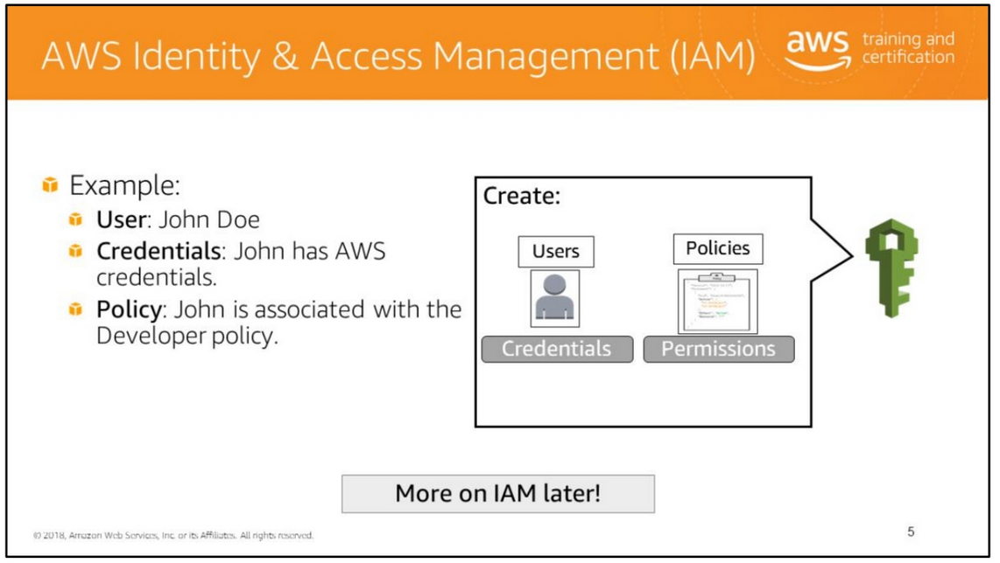 AWS Identity & Access Management (IAM)
aws training and
certification
Example:
User: John Doe
Credentials: John has AWS
credentials.
Policy: John is associated with the
Developer policy.
Create:
Users
Policies
Policy
Credentials
Permissions
More on IAM later!
© 2018, Amazon Web Services, Inc. or its Affiliates. All rights reserved.
5